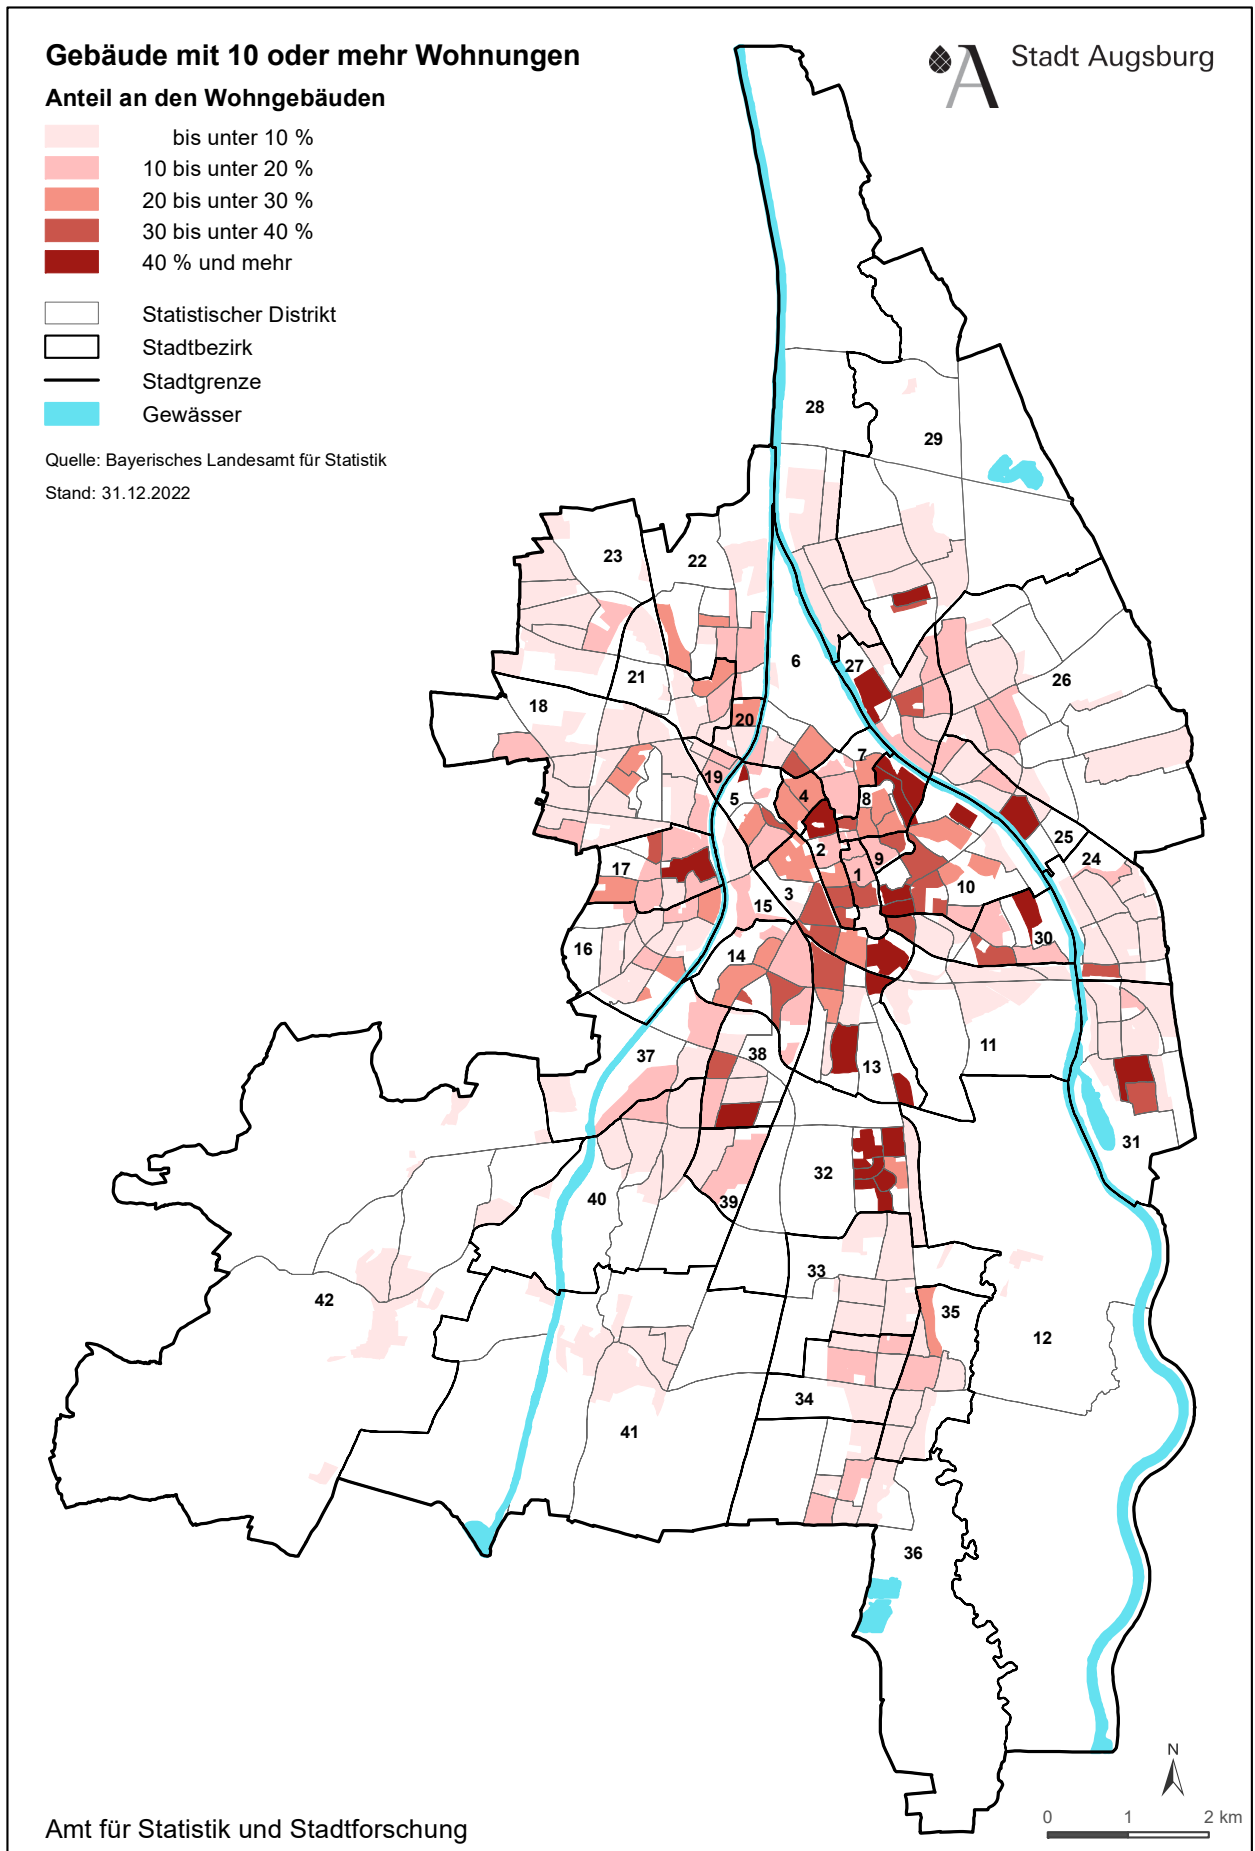 Gebäude mit 10 oder mehr Wohnungen
Anteil an den Wohngebäuden
bis unter 10 %
10 bis unter 20 %
20 bis unter 30 %
30 bis unter 40 %
40 % und mehr
Statistischer Distrikt
Stadtbezirk
Stadtgrenze
Gewässer
Quelle: Bayerisches Landesamt für Statistik
Stand: 31.12.2022
A Stadt Augsburg
28
29
23
22
6
27
26
21
18
20
7
19
5
4
8
25
2
9
24
17
1
10
3
15
30
16
14
11
37
38
13
31
32
40
39
33
42
35
12
34
41
36
N
0 1 2 km
Amt für Statistik und Stadtforschung